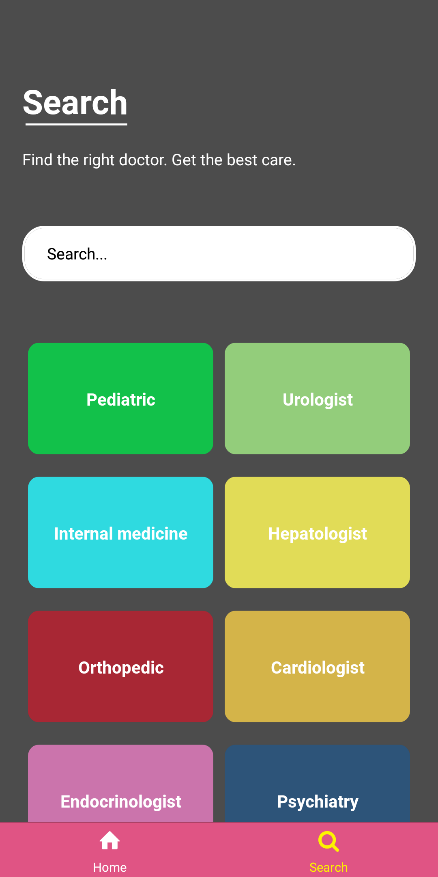 Search
Find the right doctor. Get the best care.
Search...
Pediatric
Urologist
Internal medicine
Hepatologist
Orthopedic
Cardiologist
Endocrinologist
Psychiatry
Home
Search